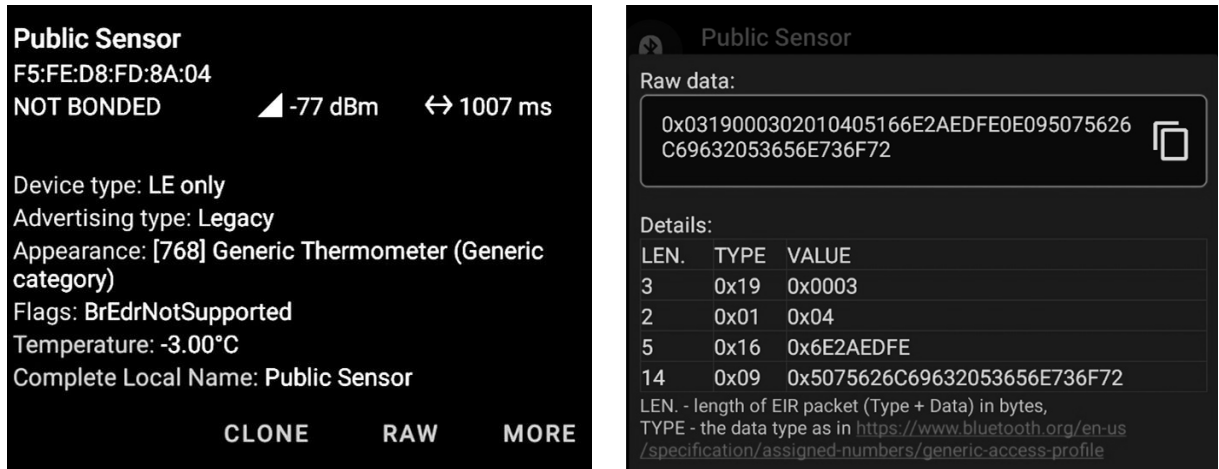 Public Sensor
F5:FE:D8:FD:8A:04
NOT BONDED -77 dBm 1007 ms
Device type: LE only
Advertising type: Legacy
Appearance: [768] Generic Thermometer (Generic
category)
Flags: BrEdrNotSupported
Temperature: -3.00°C
Complete Local Name: Public Sensor
CLONE RAW MORE
Public Sensor
Raw data:
0x0319000302010405166E2AEDFE0E095075626
C69632053656E736F72
Details:
LEN. TYPE VALUE
3 0x19 0x0003
2 0x01 0x04
5 0x16 0x6E2AEDFE
14 0x09 0x5075626C69632053656E736F72
LEN. - length of EIR packet (Type + Data) in bytes,
TYPE - the data type as in https://www.bluetooth.org/en-us
/specification/assigned-numbers/generic-access-profile